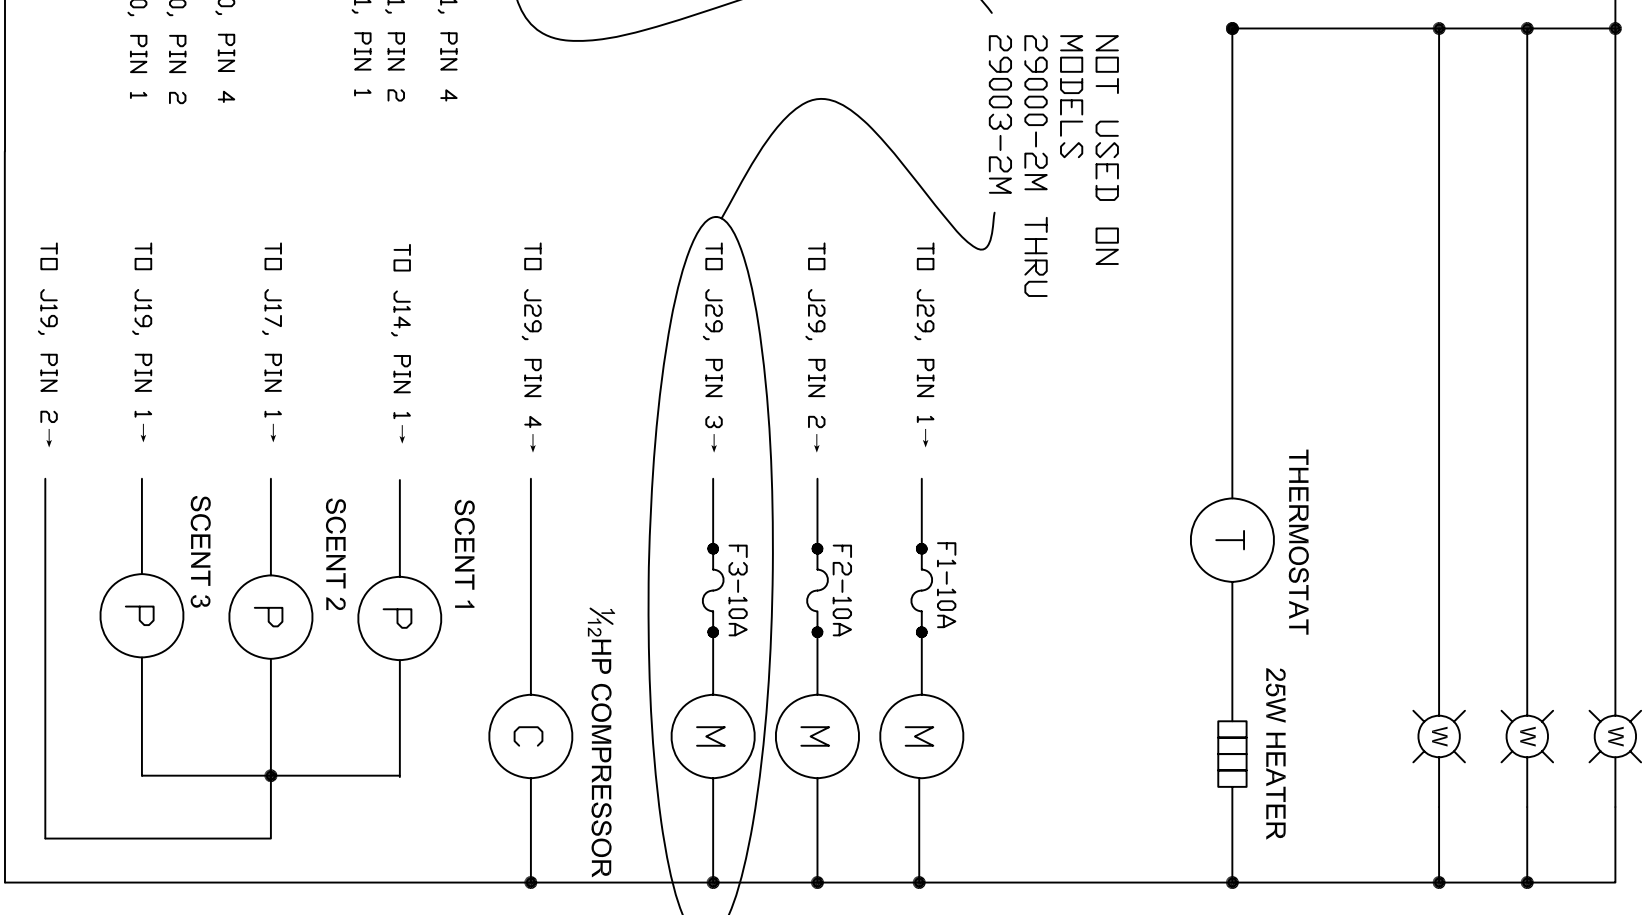 W
W
W
THERMOSTAT
25W HEATER
T
NOT USED ON
MODELS
29000-2M THRU
29003-2M
F1-10A
TO J29, PIN 1→
M
F2-10A
TO J29, PIN 2→
M
F3-10A
TO J29, PIN 3→
M
1/12HP COMPRESSOR
TO J29, PIN 4→
C
1, PIN 4
1, PIN 2
1, PIN 1
SCENT 1
TO J14, PIN 1→
P
SCENT 2
TO J17, PIN 1→
P
0, PIN 4
0, PIN 2
0, PIN 1
SCENT 3
TO J19, PIN 1→
P
TO J19, PIN 2→